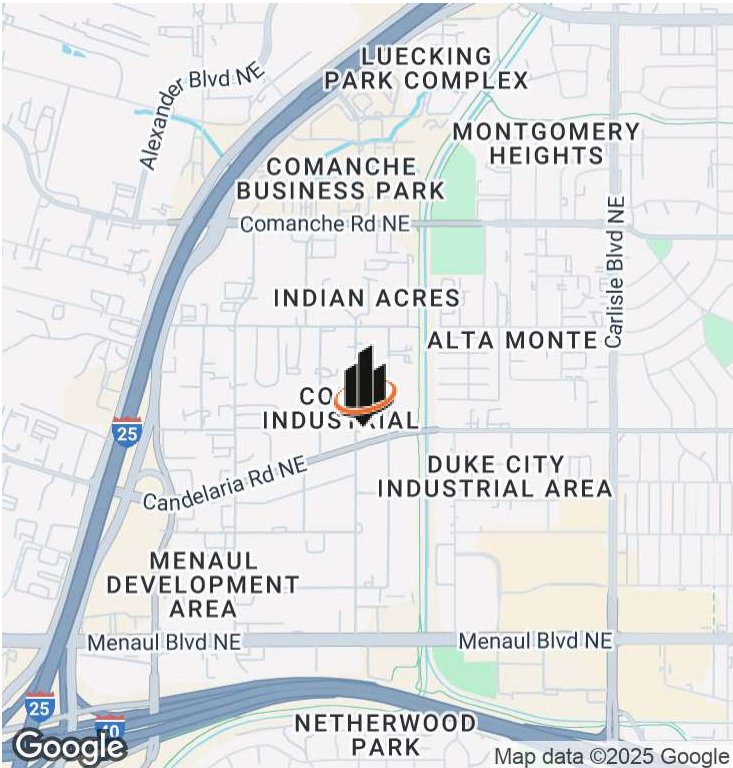 LUECKING
PARK COMPLEX
Alexander Blvd NE
MONTGOMERY
HEIGHTS
COMANCHE
BUSINESS PARK
Comanche Rd NE
Carlisle Blvd NE
INDIAN ACRES
ALTA MONTE
CO
INDUSTRIAL
25
Candelaria Rd NE
DUKE CITY
INDUSTRIAL AREA
MENAUL
DEVELOPMENT
AREA
Menaul Blvd NE
Menaul Blvd NE
25
40
NETHERWOOD
PARK
Google
Map data ©2025 Google